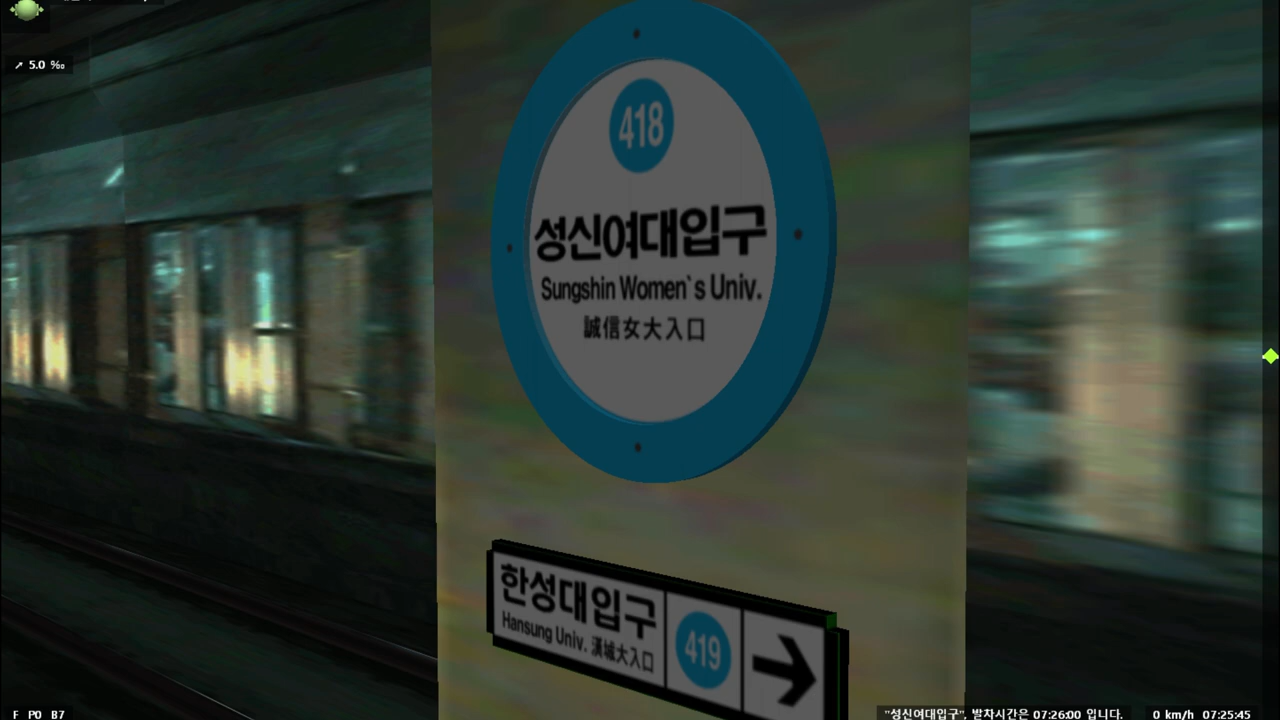 ↗ 5.0 ‰
418
성신여대입구
Sungshin Women`s Univ.
誠信女大入口
한성대입구
Hansung Univ. 漢城大入口
419
→
F P0 B7
"성신여대입구", 발차시간은 07:26:00 입니다.
0 km/h 07:25:45